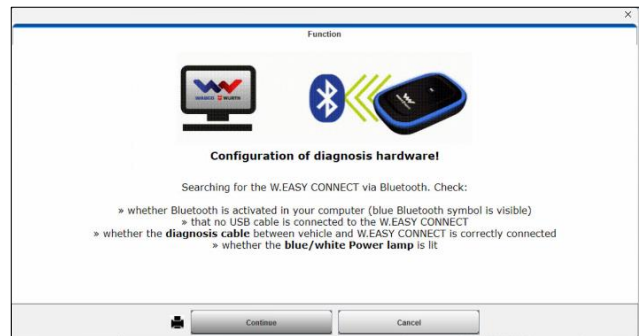 Function
WABCO WÜRTH
Configuration of diagnosis hardware!
Searching for the W.EASY CONNECT via Bluetooth. Check:
» whether Bluetooth is activated in your computer (blue Bluetooth symbol is visible)
» that no USB cable is connected to the W.EASY CONNECT
» whether the diagnosis cable between vehicle and W.EASY CONNECT is correctly connected
» whether the blue/white Power lamp is lit
Continue
Cancel